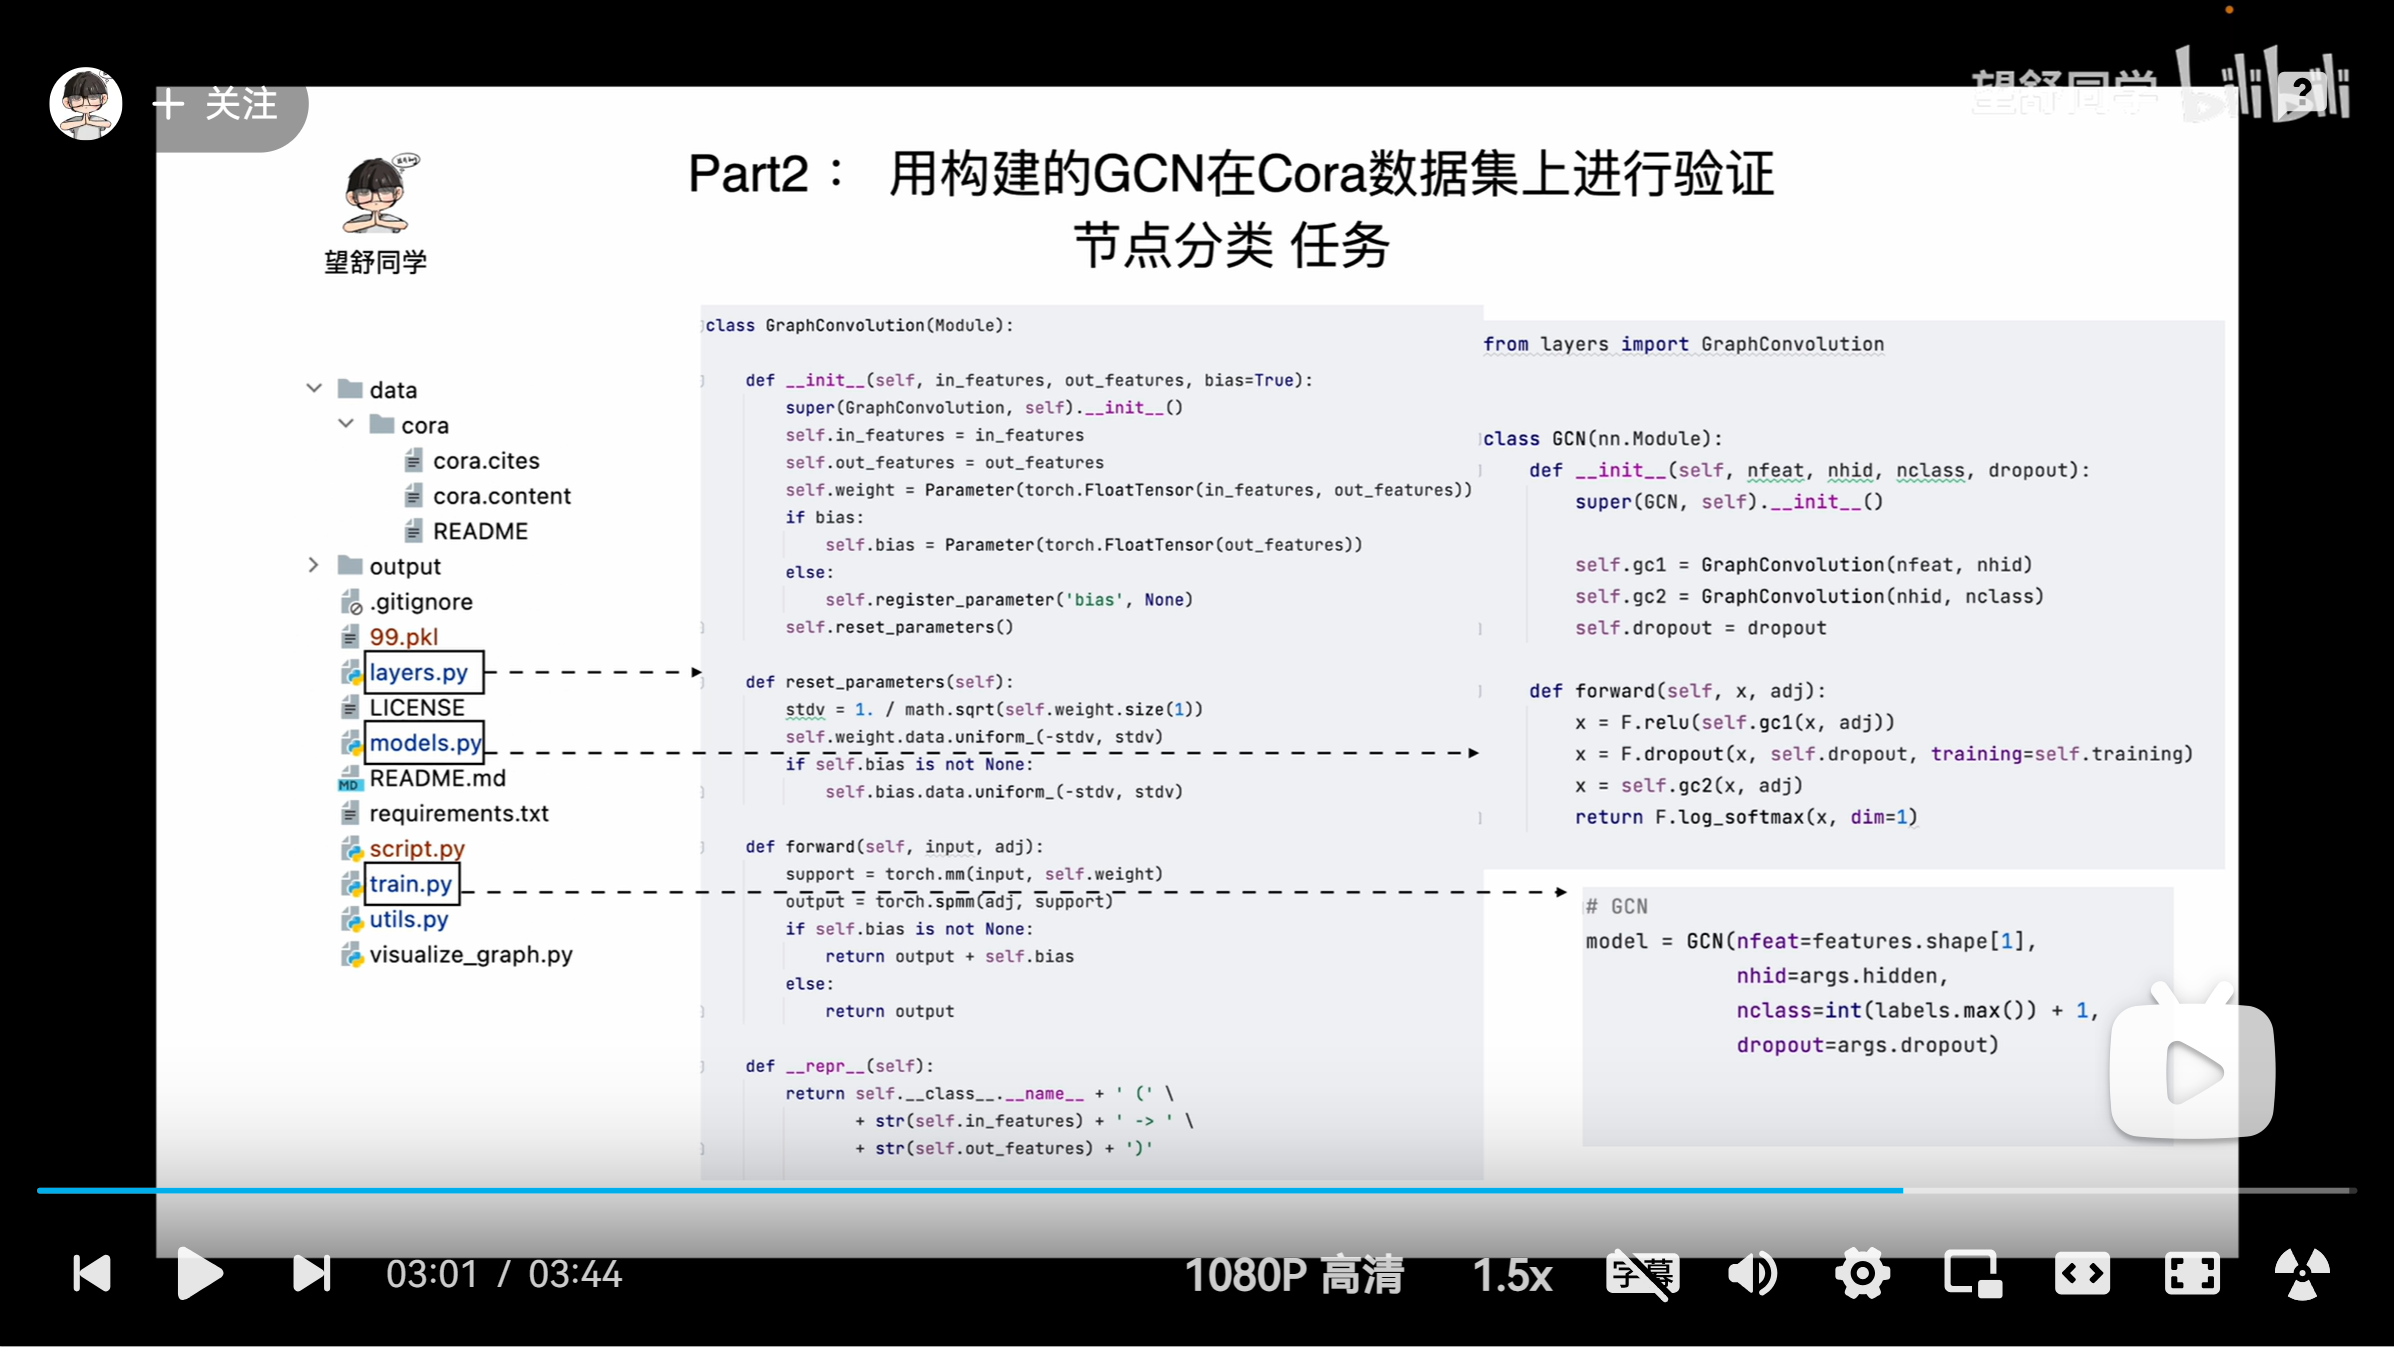 关注
望舒同学 bilibili
?
Part2： 用构建的GCN在Cora数据集上进行验证
节点分类 任务
望舒同学
data
cora
cora.cites
cora.content
README
output
.gitignore
99.pkl
layers.py
LICENSE
models.py
README.md
requirements.txt
script.py
train.py
utils.py
visualize_graph.py
class GraphConvolution(Module):
def __init__(self, in_features, out_features, bias=True):
super(GraphConvolution, self).__init__()
self.in_features = in_features
self.out_features = out_features
self.weight = Parameter(torch.FloatTensor(in_features, out_features))
if bias:
self.bias = Parameter(torch.FloatTensor(out_features))
else:
self.register_parameter('bias', None)
self.reset_parameters()
def reset_parameters(self):
stdv = 1. / math.sqrt(self.weight.size(1))
self.weight.data.uniform_(-stdv, stdv)
if self.bias is not None:
self.bias.data.uniform_(-stdv, stdv)
def forward(self, input, adj):
support = torch.mm(input, self.weight)
output = torch.spmm(adj, support)
if self.bias is not None:
return output + self.bias
else:
return output
def __repr__(self):
return self.__class__.__name__ + ' (' \
+ str(self.in_features) + ' -> ' \
+ str(self.out_features) + ')'
from layers import GraphConvolution
class GCN(nn.Module):
def __init__(self, nfeat, nhid, nclass, dropout):
super(GCN, self).__init__()
self.gc1 = GraphConvolution(nfeat, nhid)
self.gc2 = GraphConvolution(nhid, nclass)
self.dropout = dropout
def forward(self, x, adj):
x = F.relu(self.gc1(x, adj))
x = F.dropout(x, self.dropout, training=self.training)
x = self.gc2(x, adj)
return F.log_softmax(x, dim=1)
# GCN
model = GCN(nfeat=features.shape[1],
nhid=args.hidden,
nclass=int(labels.max()) + 1,
dropout=args.dropout)
03:01 / 03:44
1080P 高清
1.5x
字幕